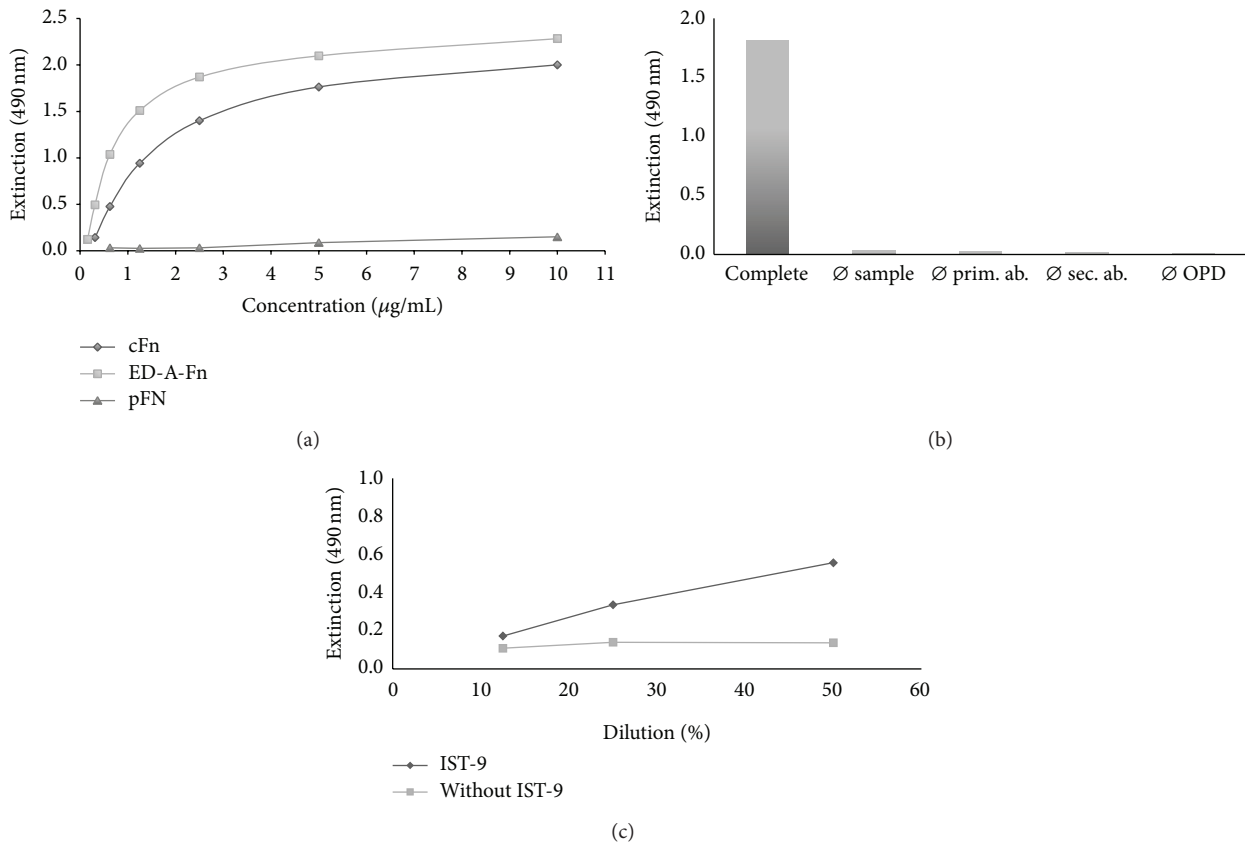 2.5
2.0
1.5
1.0
0.5
0.0
Extinction (490 nm)
0 1 2 3 4 5 6 7 8 9 10 11
Concentration (μg/mL)
cFn
ED-A-Fn
pFN
(a)
2.0
1.5
1.0
0.5
0.0
Extinction (490 nm)
Complete ∅ sample ∅ prim. ab. ∅ sec. ab. ∅ OPD
(b)
1.0
0.8
0.6
0.4
0.2
0.0
Extinction (490 nm)
0 10 20 30 40 50 60
Dilution (%)
IST-9
Without IST-9
(c)